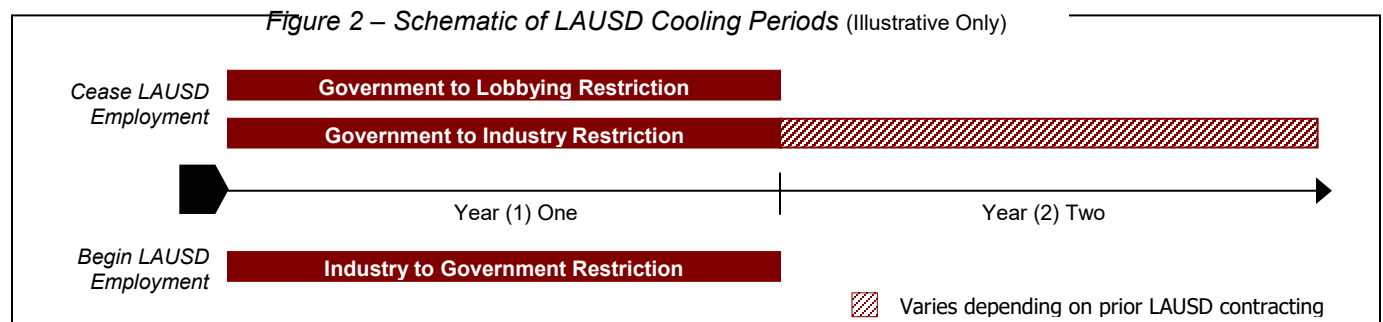 Figure 2 – Schematic of LAUSD Cooling Periods (Illustrative Only)
Cease LAUSD
Employment
Government to Lobbying Restriction
Government to Industry Restriction
Year (1) One
Year (2) Two
Begin LAUSD
Employment
Industry to Government Restriction
Varies depending on prior LAUSD contracting